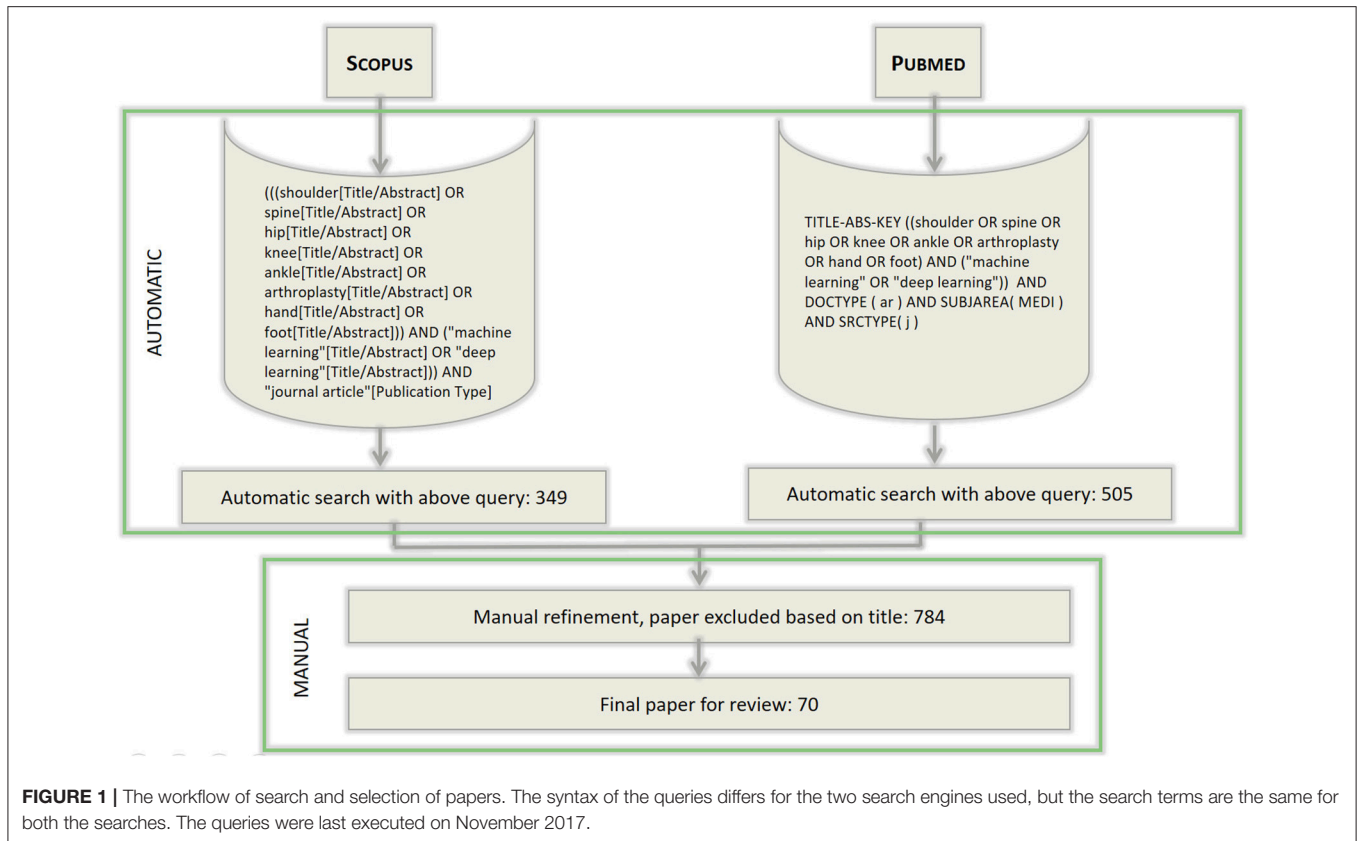 SCOPUS
PUBMED
AUTOMATIC
(((shoulder[Title/Abstract] OR
spine[Title/Abstract] OR
hip[Title/Abstract] OR
knee[Title/Abstract] OR
ankle[Title/Abstract] OR
arthroplasty[Title/Abstract] OR
hand[Title/Abstract] OR
foot[Title/Abstract])) AND ("machine
learning"[Title/Abstract] OR "deep
learning"[Title/Abstract])) AND
"journal article"[Publication Type]
TITLE-ABS-KEY ((shoulder OR spine OR
hip OR knee OR ankle OR arthroplasty
OR hand OR foot) AND ("machine
learning" OR "deep learning")) AND
DOCTYPE ( ar ) AND SUBJAREA( MEDI )
AND SRCTYPE( j )
Automatic search with above query: 349
Automatic search with above query: 505
MANUAL
Manual refinement, paper excluded based on title: 784
Final paper for review: 70
FIGURE 1 | The workflow of search and selection of papers. The syntax of the queries differs for the two search engines used, but the search terms are the same for
both the searches. The queries were last executed on November 2017.